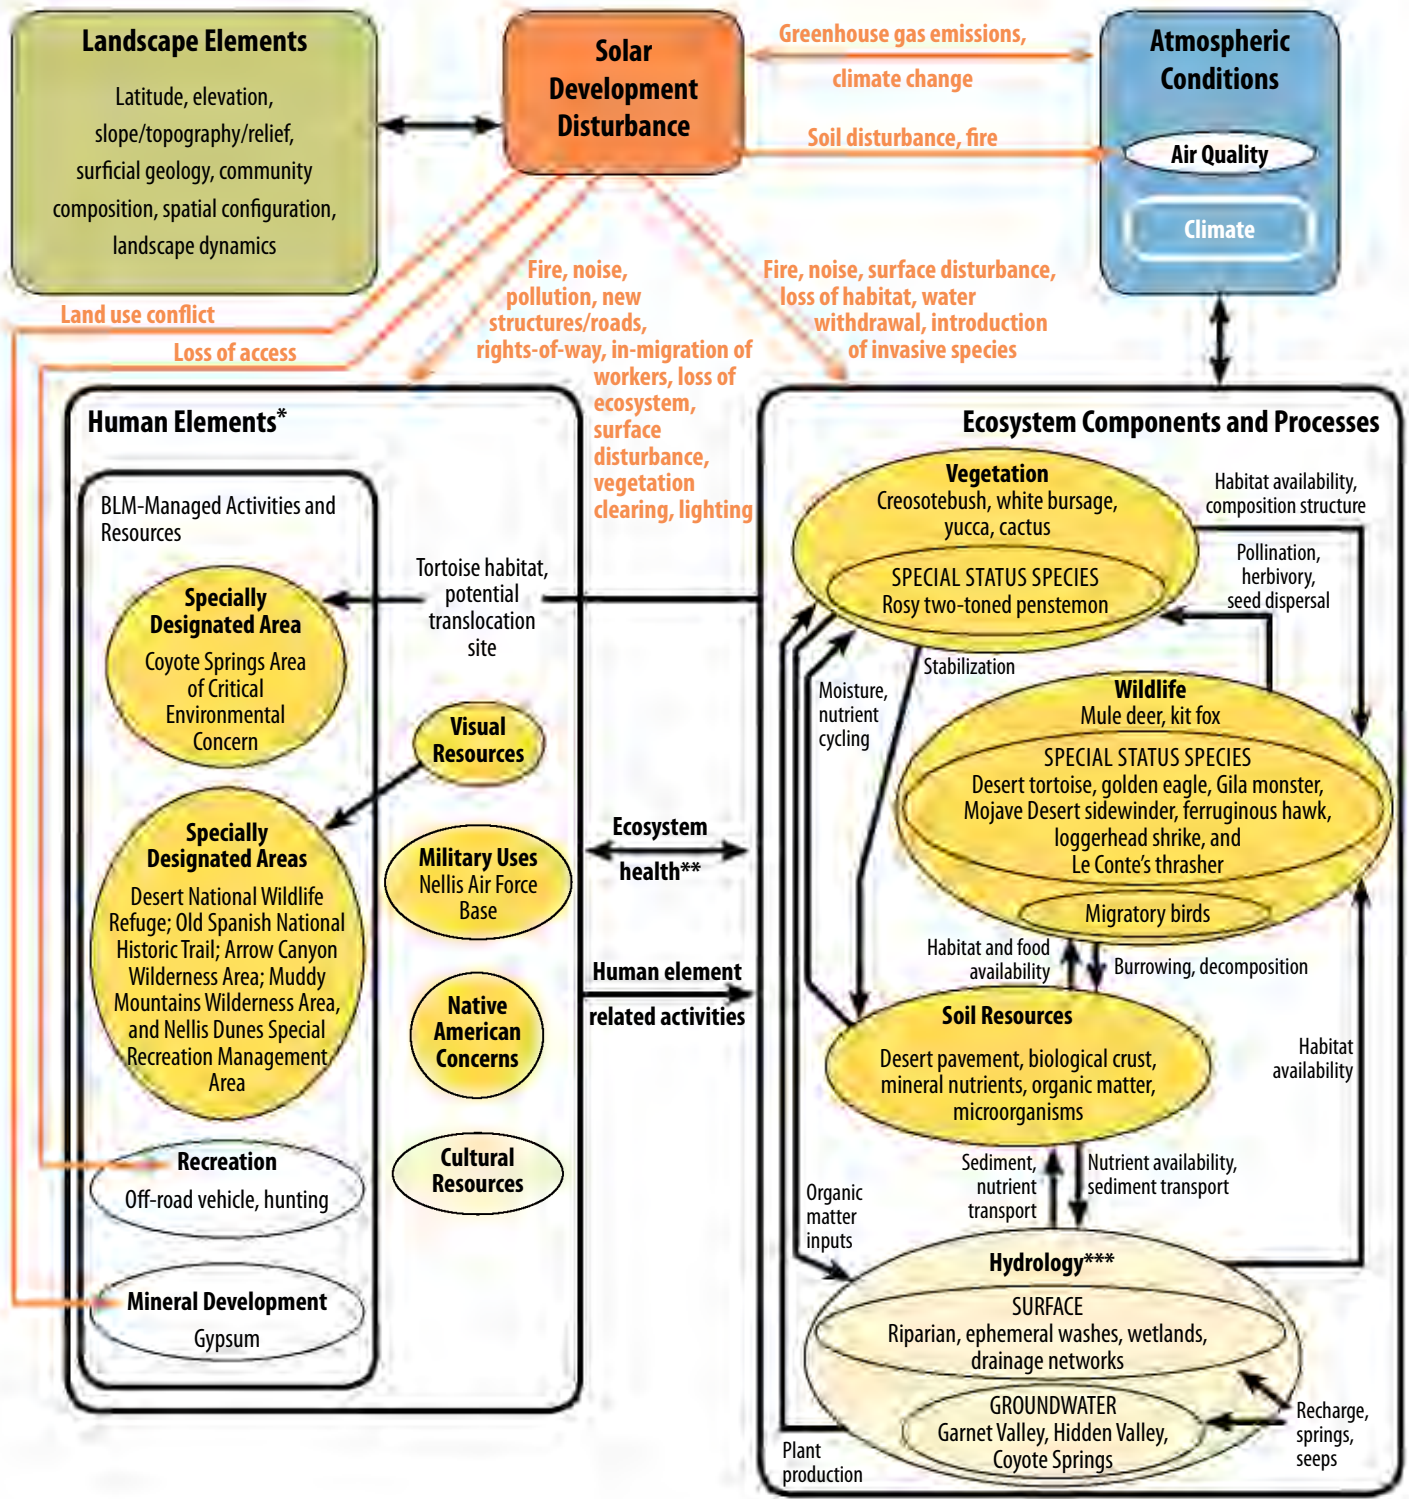 Landscape Elements
Latitude, elevation,
slope/topography/relief,
surficial geology, community
composition, spatial configuration,
landscape dynamics
Solar
Development
Disturbance
Greenhouse gas emissions,
climate change
Soil disturbance, fire
Atmospheric
Conditions
Air Quality
Climate
Land use conflict
Loss of access
Fire, noise,
pollution, new
structures/roads,
rights-of-way, in-migration of
workers, loss of
ecosystem,
surface
disturbance,
vegetation
clearing, lighting
Fire, noise, surface disturbance,
loss of habitat, water
withdrawal, introduction
of invasive species
Human Elements*
BLM-Managed Activities and
Resources
Specially
Designated Area
Coyote Springs Area
of Critical
Environmental
Concern
Specially
Designated Areas
Desert National Wildlife
Refuge; Old Spanish National
Historic Trail; Arrow Canyon
Wilderness Area; Muddy
Mountains Wilderness Area,
and Nellis Dunes Special
Recreation Management
Area
Recreation
Off-road vehicle, hunting
Mineral Development
Gypsum
Tortoise habitat,
potential
translocation
site
Visual
Resources
Military Uses
Nellis Air Force
Base
Native
American
Concerns
Cultural
Resources
Ecosystem
health**
Human element
related activities
Ecosystem Components and Processes
Vegetation
Creosotebush, white bursage,
yucca, cactus
SPECIAL STATUS SPECIES
Rosy two-toned penstemon
Habitat availability,
composition structure
Pollination,
herbivory,
seed dispersal
Stabilization
Moisture,
nutrient
cycling
Wildlife
Mule deer, kit fox
SPECIAL STATUS SPECIES
Desert tortoise, golden eagle, Gila monster,
Mojave Desert sidewinder, ferruginous hawk,
loggerhead shrike, and
Le Conte's thrasher
Migratory birds
Habitat and food
availability
Burrowing, decomposition
Soil Resources
Desert pavement, biological crust,
mineral nutrients, organic matter,
microorganisms
Habitat
availability
Sediment,
nutrient
transport
Nutrient availability,
sediment transport
Organic
matter
inputs
Hydrology***
SURFACE
Riparian, ephemeral washes, wetlands,
drainage networks
GROUNDWATER
Garnet Valley, Hidden Valley,
Coyote Springs
Recharge,
springs,
seeps
Plant
production